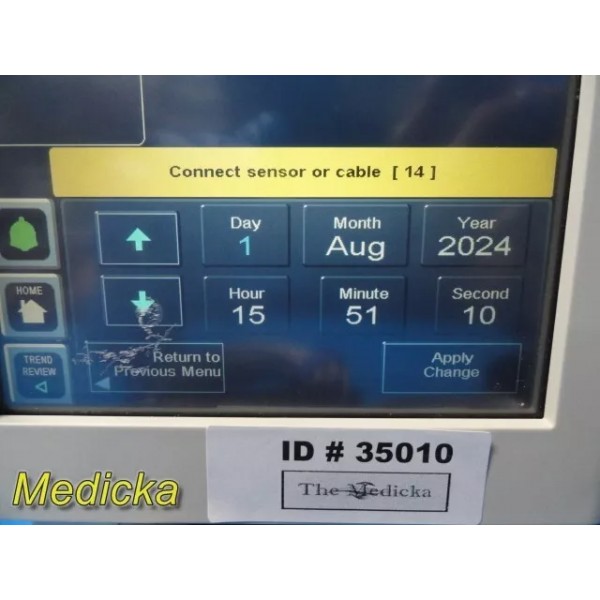 Connect sensor or cable [ 14 ]
Day Month Year
1 Aug 2024
HOME
Hour Minute Second
15 51 10
TREND
REVIEW
Return to
Previous Menu
Apply
Change
ID # 35010
The Medicka
Medicka